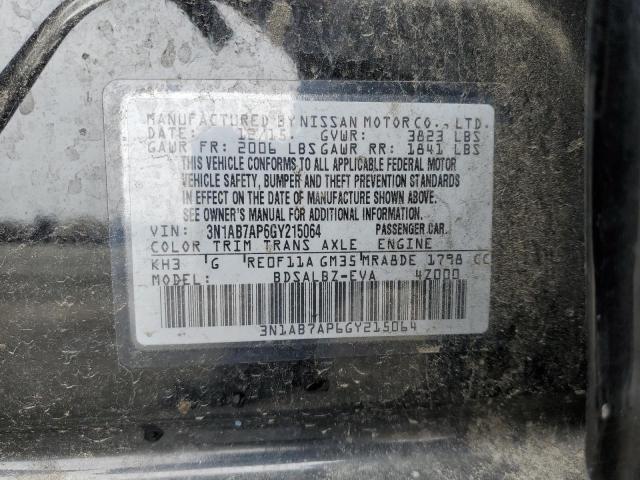 MANUFACTURED BY NISSAN MOTOR CO., LTD.
DATE: 12/15 GVWR: 3823 LBS
GAWR FR: 2006 LBS GAWR RR: 1841 LBS
THIS VEHICLE CONFORMS TO ALL APPLICABLE FEDERAL MOTOR
VEHICLE SAFETY, BUMPER AND THEFT PREVENTION STANDARDS
IN EFFECT ON THE DATE OF MANUFACTURE SHOWN ABOVE.
SEE OWNER'S MANUAL FOR ADDITIONAL INFORMATION.
VIN: 3N1AB7AP6GY215064 PASSENGER CAR.
COLOR TRIM TRANS AXLE ENGINE
KH3 G RE0F11A GM35 MRA8DE 1798 CC
MODEL: BDSALBZ-EVA 4Z000
3N1AB7AP6GY215064